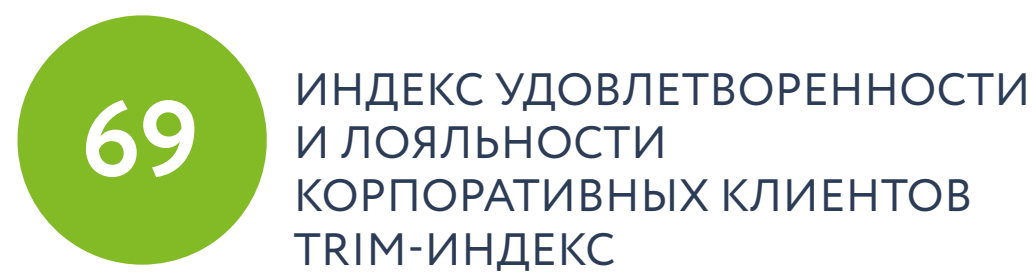 69
ИНДЕКС УДОВЛЕТВОРЕННОСТИ
И ЛОЯЛЬНОСТИ
КОРПОРАТИВНЫХ КЛИЕНТОВ
TRIM-ИНДЕКС